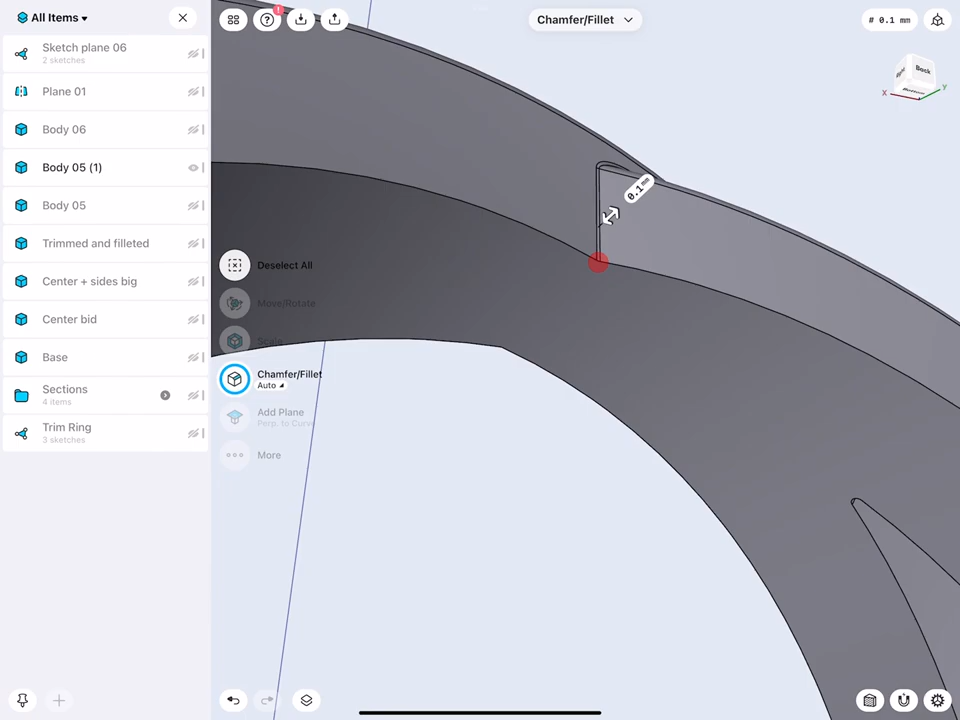 All Items
Sketch plane 06
2 sketches
Plane 01
Body 06
Body 05 (1)
Body 05
Trimmed and filleted
Center + sides big
Center bid
Base
Sections
4 items
Trim Ring
3 sketches
Chamfer/Fillet
# 0.1 mm
Back
Bottom
X
Y
0.1 mm
Deselect All
Move/Rotate
Scale
Chamfer/Fillet
Auto
Add Plane
Perp. to Curve
More